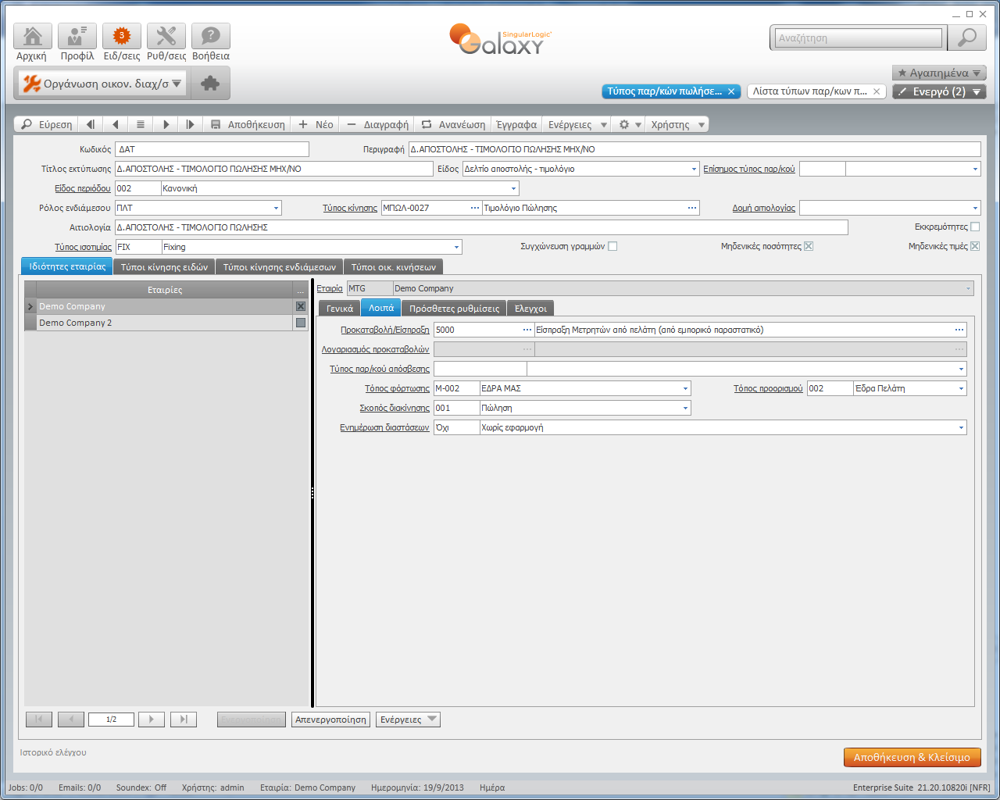 SingularLogic
Galaxy
Αναζήτηση
Αρχική Προφίλ Ειδ/σεις Ρυθ/σεις Βοήθεια
3
Οργάνωση οικον. διαχ/σ
Αγαπημένα
Τύπος παρ/κών πωλήσε... Λίστα τύπων παρ/κων π... Ενεργό (2)
Εύρεση Αποθήκευση Νέο Διαγραφή Ανανέωση Έγγραφα Ενέργειες Χρήστης
Κωδικός ΔΑΤ Περιγραφή Δ.ΑΠΟΣΤΟΛΗΣ - ΤΙΜΟΛΟΓΙΟ ΠΩΛΗΣΗΣ ΜΗΧ/ΝΟ
Τίτλος εκτύπωσης Δ.ΑΠΟΣΤΟΛΗΣ - ΤΙΜΟΛΟΓΙΟ ΠΩΛΗΣΗΣ ΜΗΧ/ΝΟ Είδος Δελτίο αποστολής - τιμολόγιο Επίσημος τύπος παρ/κού
Είδος περιόδου 002 Κανονική
Ρόλος ενδιάμεσου ΠΛΤ Τύπος κίνησης ΜΠΩΛ-0027 ... Τιμολόγιο Πώλησης ... Δομή αιτιολογίας
Αιτιολογία Δ.ΑΠΟΣΤΟΛΗΣ - ΤΙΜΟΛΟΓΙΟ ΠΩΛΗΣΗΣ Εκκρεμότητες
Τύπος ισοτιμίας FIX Fixing Συγχώνευση γραμμών Μηδενικές ποσότητες Μηδενικές τιμές
Ιδιότητες εταιρίας Τύποι κίνησης ειδών Τύποι κίνησης ενδιάμεσων Τύποι οικ. κινήσεων
Εταιρίες ...
Demo Company
Demo Company 2
Εταιρία MTG Demo Company
Γενικά Λοιπά Πρόσθετες ρυθμίσεις Έλεγχοι
Προκαταβολή/Είσπραξη 5000 ... Είσπραξη Μετρητών από πελάτη (από εμπορικό παραστατικό) ...
Λογαριασμός προκαταβολών ... ...
Τύπος παρ/κού απόσβεσης
Τόπος φόρτωσης Μ-002 ΕΔΡΑ ΜΑΣ Τόπος προορισμού 002 Έδρα Πελάτη
Σκοπός διακίνησης 001 Πώληση
Ενημέρωση διαστάσεων Όχι Χωρίς εφαρμογή
1/2 Ενεργοποίηση Απενεργοποίηση Ενέργειες
Ιστορικό ελέγχου
Αποθήκευση & Κλείσιμο
Jobs: 0/0 Emails: 0/0 Soundex: Off Χρήστης: admin Εταιρία: Demo Company Ημερομηνία: 19/9/2013 Ημέρα Enterprise Suite 21.20.10820i [NFR]